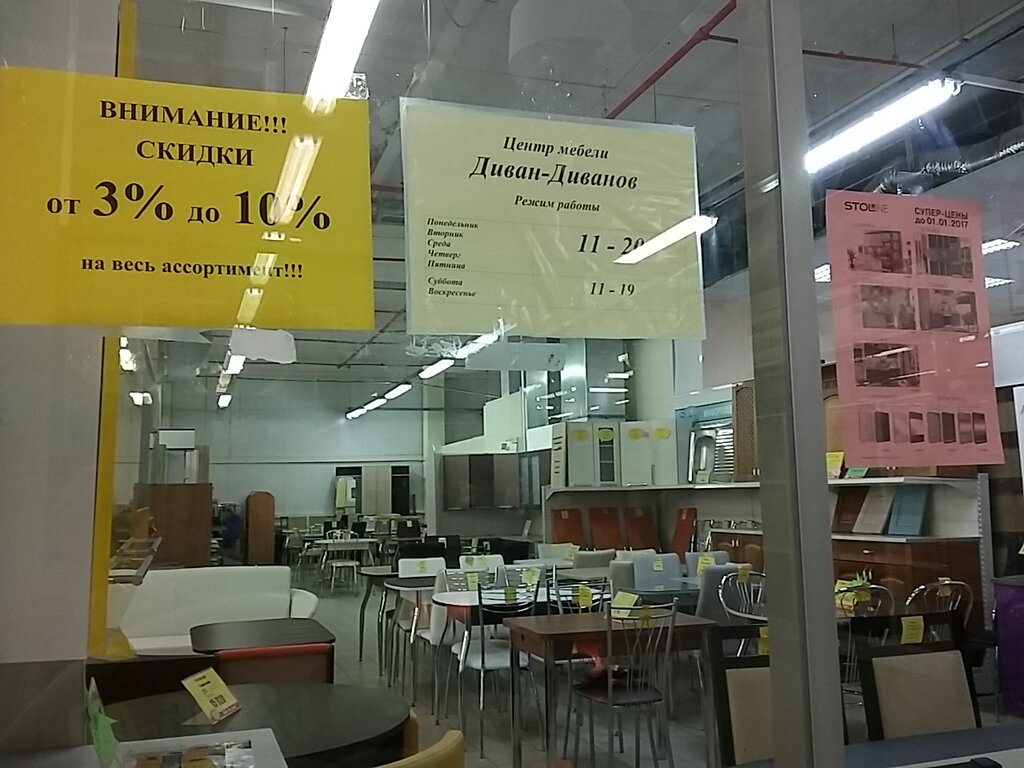 ВНИМАНИЕ!!!
СКИДКИ
от 3% до 10%
на весь ассортимент!!!
Центр мебели
Диван-Диванов
Режим работы
Понедельник
Вторник
Среда
Четверг
Пятница
11 - 20
Суббота
Воскресенье
11 - 19
STOLLINE
СУПЕР-ЦЕНЫ
до 01.01.2017